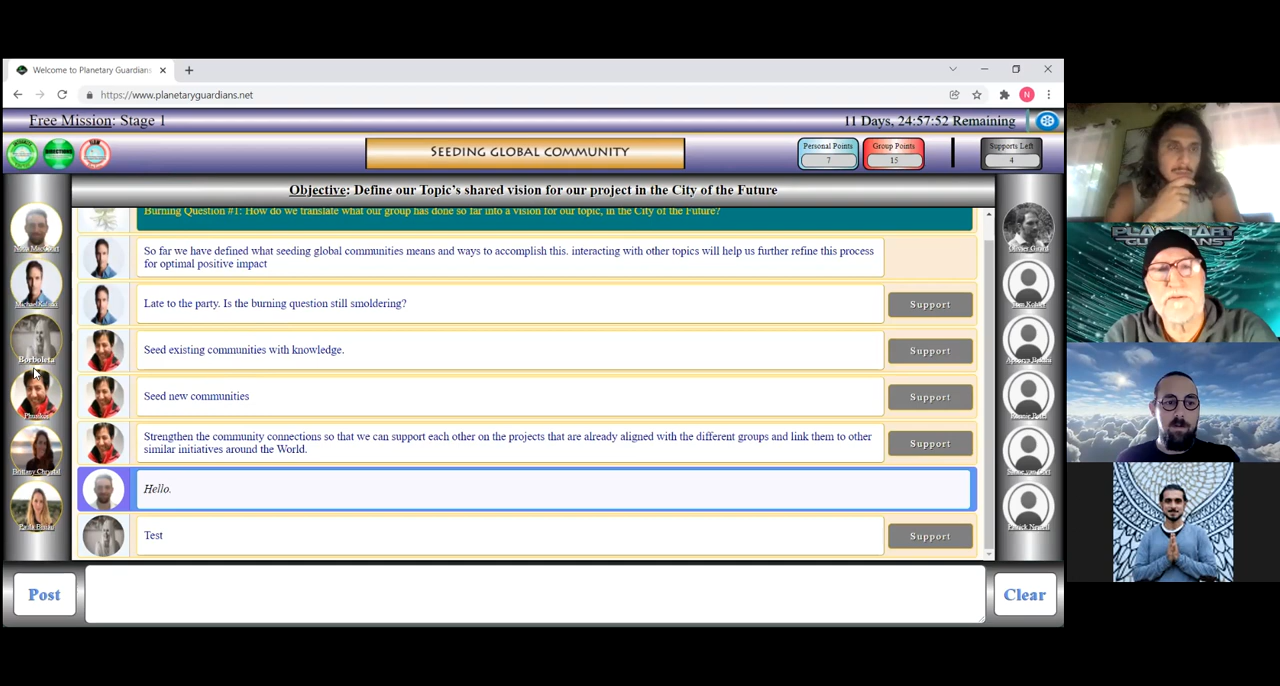 Welcome to Planetary Guardians
https://www.planetaryguardians.net
N
Free Mission: Stage 1
11 Days, 24:57:52 Remaining
SEEDING GLOBAL COMMUNITY
Personal Points
7
Group Points
15
Supports Left
4
Objective: Define our Topic's shared vision for our project in the City of the Future
Burning Question #1: How do we translate what our group has done so far into a vision for our topic, in the City of the Future?
So far we have defined what seeding global communities means and ways to accomplish this. interacting with other topics will help us further refine this process
for optimal positive impact
Late to the party. Is the burning question still smoldering?
Support
Seed existing communities with knowledge.
Support
Seed new communities
Support
Strengthen the community connections so that we can support each other on the projects that are already aligned with the different groups and link them to other
similar initiatives around the World.
Support
Hello.
Test
Support
Borboleta
Brittany Chrystal
Post
Clear
PLANETARY